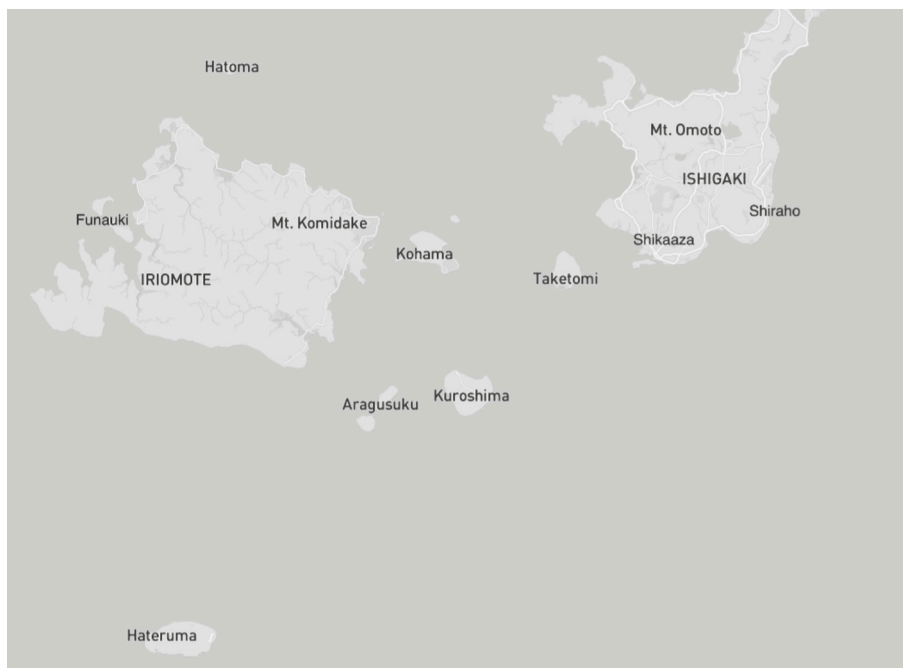 Hatoma
Mt. Omoto
ISHIGAKI
Shiraho
Funauki
Mt. Komidake
Shikaaza
Kohama
IRIOMOTE
Taketomi
Aragusuku
Kuroshima
Hateruma